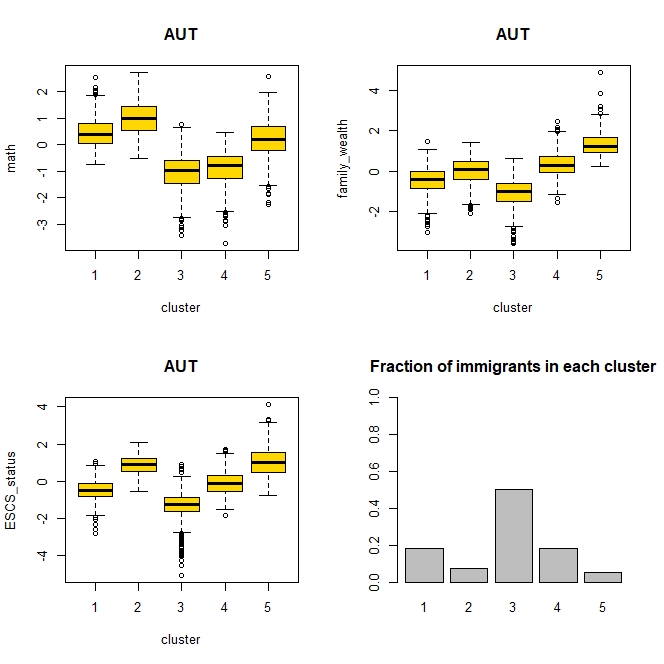 AUT
math
2
1
0
-1
-2
-3
1 2 3 4 5
cluster
AUT
family_wealth
4
2
0
-2
1 2 3 4 5
cluster
AUT
ESCS_status
4
2
0
-2
-4
1 2 3 4 5
cluster
Fraction of immigrants in each cluster
1.0
0.8
0.6
0.4
0.2
0.0
1 2 3 4 5